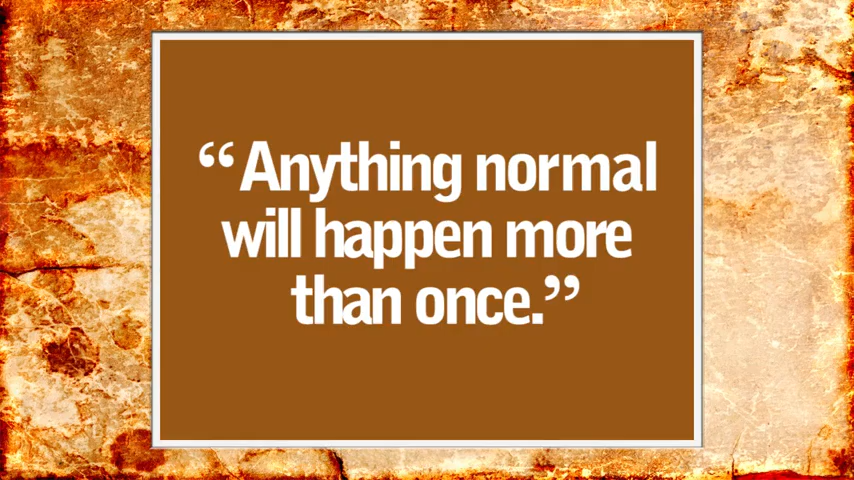 “Anything normal
will happen more
than once.”